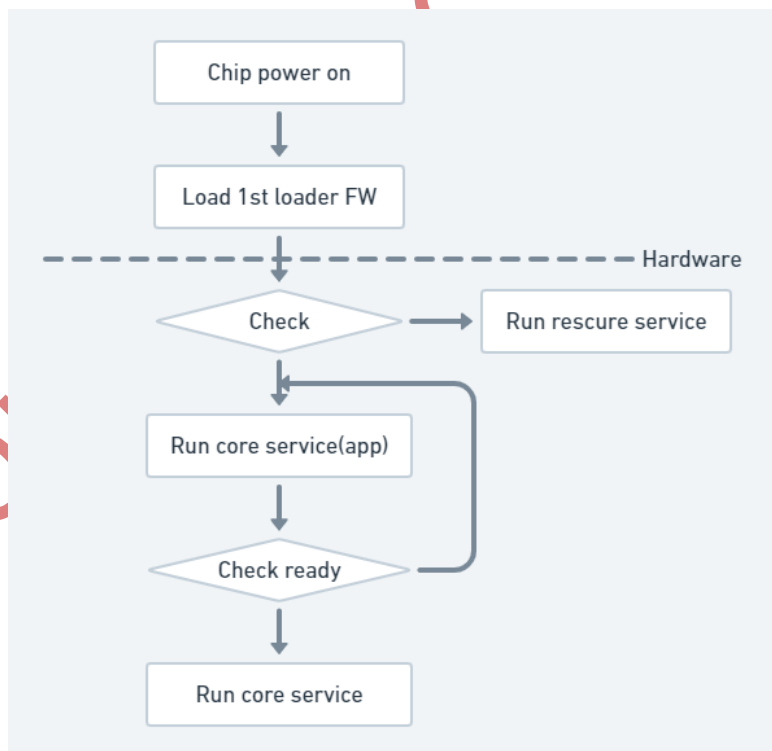 Chip power on
Load 1st loader FW
Hardware
Check
Run rescure service
Run core service(app)
Check ready
Run core service